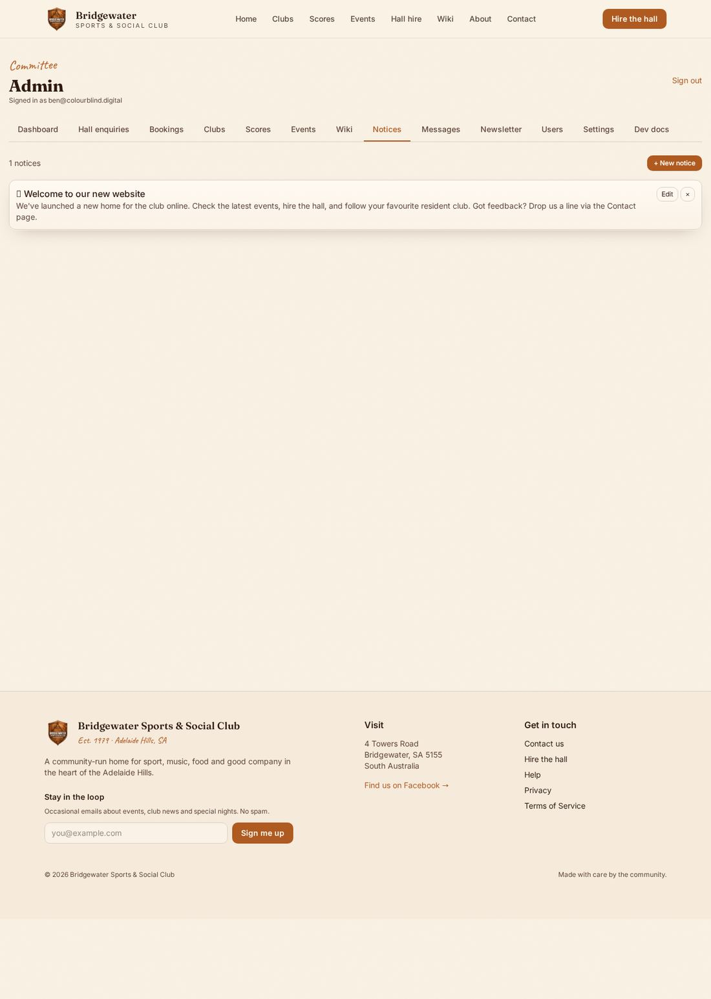 Bridgewater
SPORTS & SOCIAL CLUB
Home
Clubs
Scores
Events
Hall hire
Wiki
About
Contact
Hire the hall
Committee
Admin
Signed in as ben@colourblind.digital
Sign out
Dashboard
Hall enquiries
Bookings
Clubs
Scores
Events
Wiki
Notices
Messages
Newsletter
Users
Settings
Dev docs
1 notices
+ New notice
Welcome to our new website
Edit
×
We've launched a new home for the club online. Check the latest events, hire the hall, and follow your favourite resident club. Got feedback? Drop us a line via the Contact
page.
Bridgewater Sports & Social Club
Est. 1979 · Adelaide Hills, SA
A community-run home for sport, music, food and good company in
the heart of the Adelaide Hills.
Stay in the loop
Occasional emails about events, club news and special nights. No spam.
you@example.com
Sign me up
Visit
4 Towers Road
Bridgewater, SA 5155
South Australia
Find us on Facebook →
Get in touch
Contact us
Hire the hall
Help
Privacy
Terms of Service
© 2026 Bridgewater Sports & Social Club
Made with care by the community.